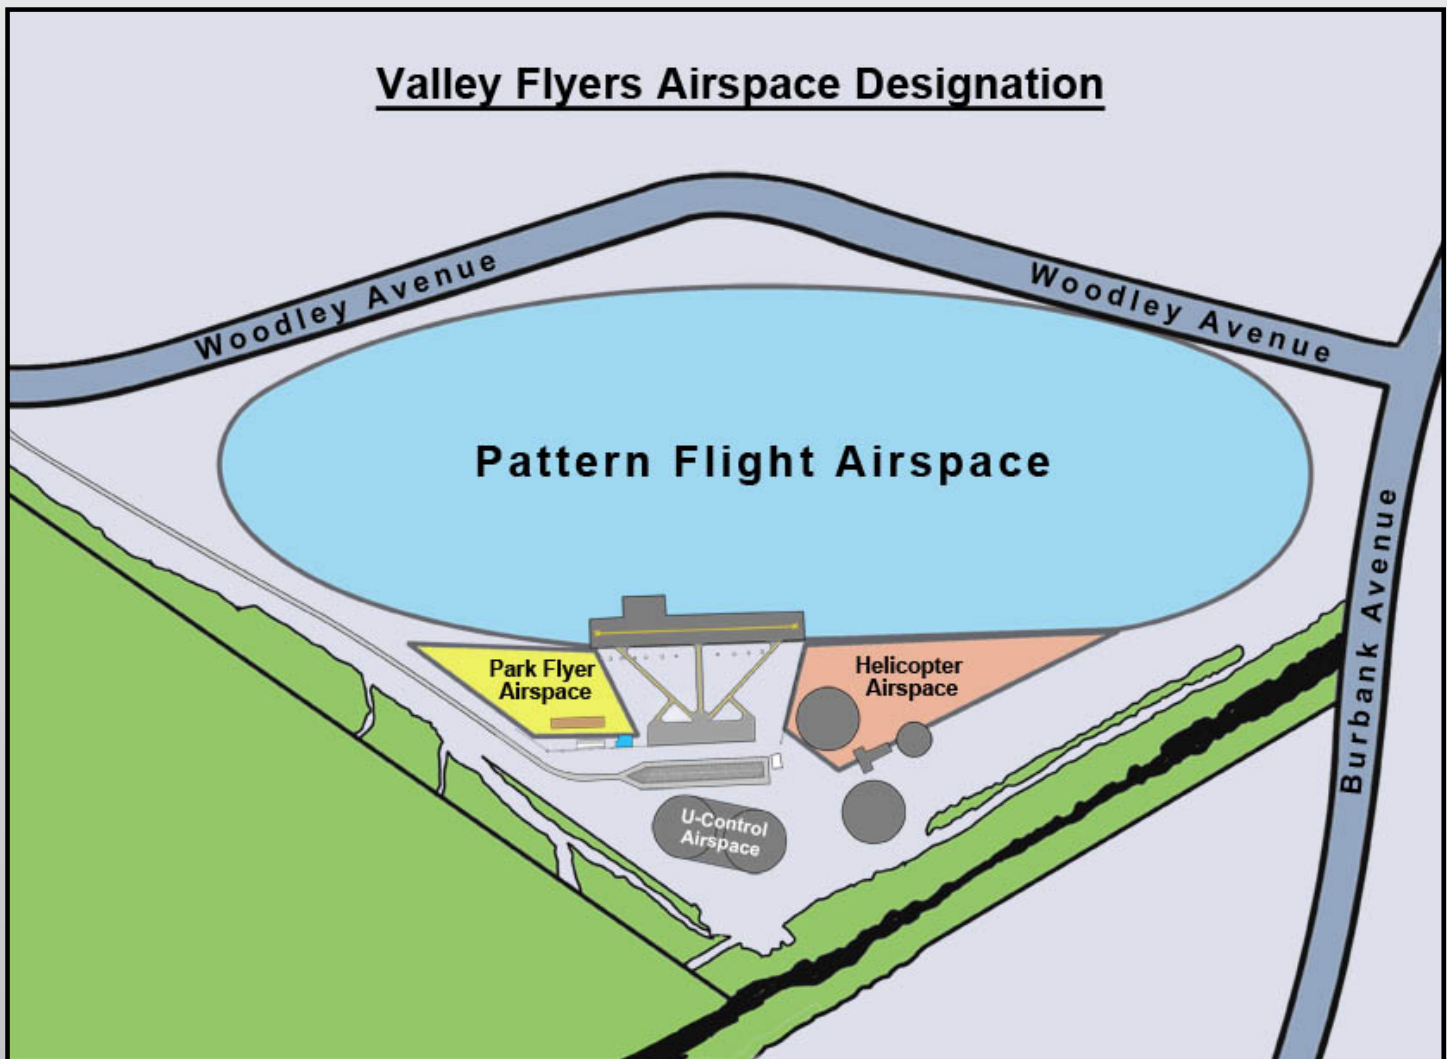 Valley Flyers Airspace Designation
Woodley Avenue
Woodley Avenue
Pattern Flight Airspace
Burbank Avenue
Park Flyer
Airspace
Helicopter
Airspace
U-Control
Airspace